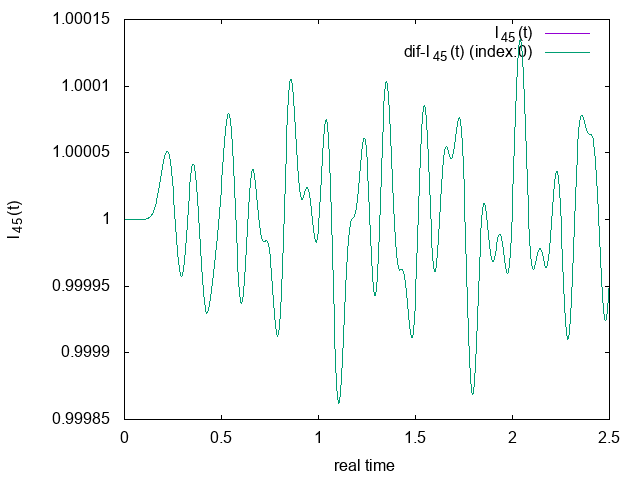 1.00015
1.0001
1.00005
1
0.99995
0.9999
0.99985
0 0.5 1 1.5 2 2.5
real time
I45(t)
I45(t)
dif-I45(t) (index:0)